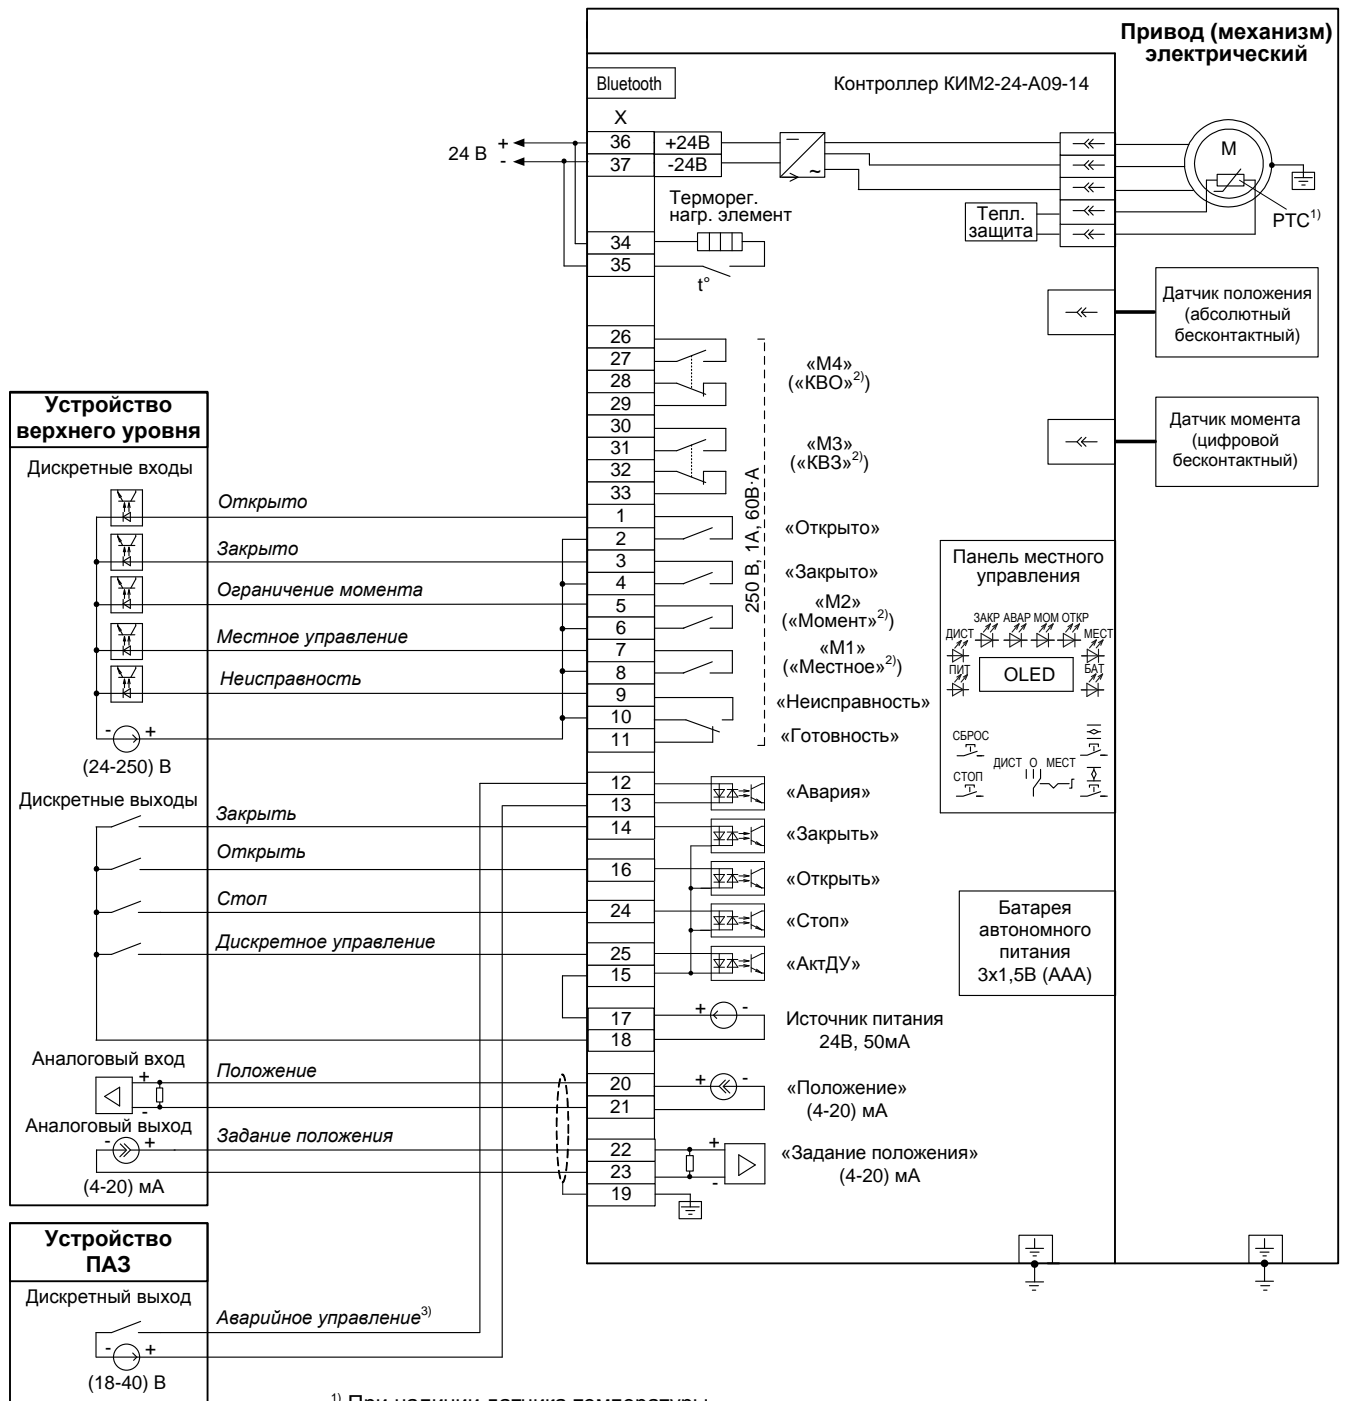 Привод (механизм)
электрический
Bluetooth
Контроллер КИМ2-24-А09-14
X
24 В
+
-
36
+24В
37
-24В
M
PTC1)
Терморег.
нагр. элемент
Тепл.
защита
34
35
t°
Датчик положения
(абсолютный
бесконтактный)
26
27
28
29
«М4»
(«КВО»2))
30
31
32
33
«М3»
(«КВЗ»2))
Датчик момента
(цифровой
бесконтактный)
250 В, 1А, 60В·А
Устройство
верхнего уровня
Дискретные входы
Открыто
1
2
«Открыто»
Закрыто
3
4
«Закрыто»
Ограничение момента
5
6
«М2»
(«Момент»2))
Местное управление
7
8
«М1»
(«Местное»2))
Неисправность
9
10
11
«Неисправность»
«Готовность»
- +
(24-250) В
Панель местного
управления
ЗАКР АВАР МОМ ОТКР
ДИСТ
МЕСТ
ПИТ
OLED
БАТ
СБРОС
ДИСТ О МЕСТ
СТОП
12
13
«Авария»
Дискретные выходы
Закрыть
14
«Закрыть»
Открыть
16
«Открыть»
Стоп
24
«Стоп»
Дискретное управление
25
15
«АктДУ»
Батарея
автономного
питания
3х1,5В (ААА)
17
18
+ -
Источник питания
24В, 50мА
Аналоговый вход
+
-
Положение
20
21
+ -
«Положение»
(4-20) мА
Аналоговый выход
- +
(4-20) мА
Задание положения
22
23
19
+
-
«Задание положения»
(4-20) мА
Устройство
ПАЗ
Дискретный выход
Аварийное управление3)
- +
(18-40) В
1) При наличии датчика температуры